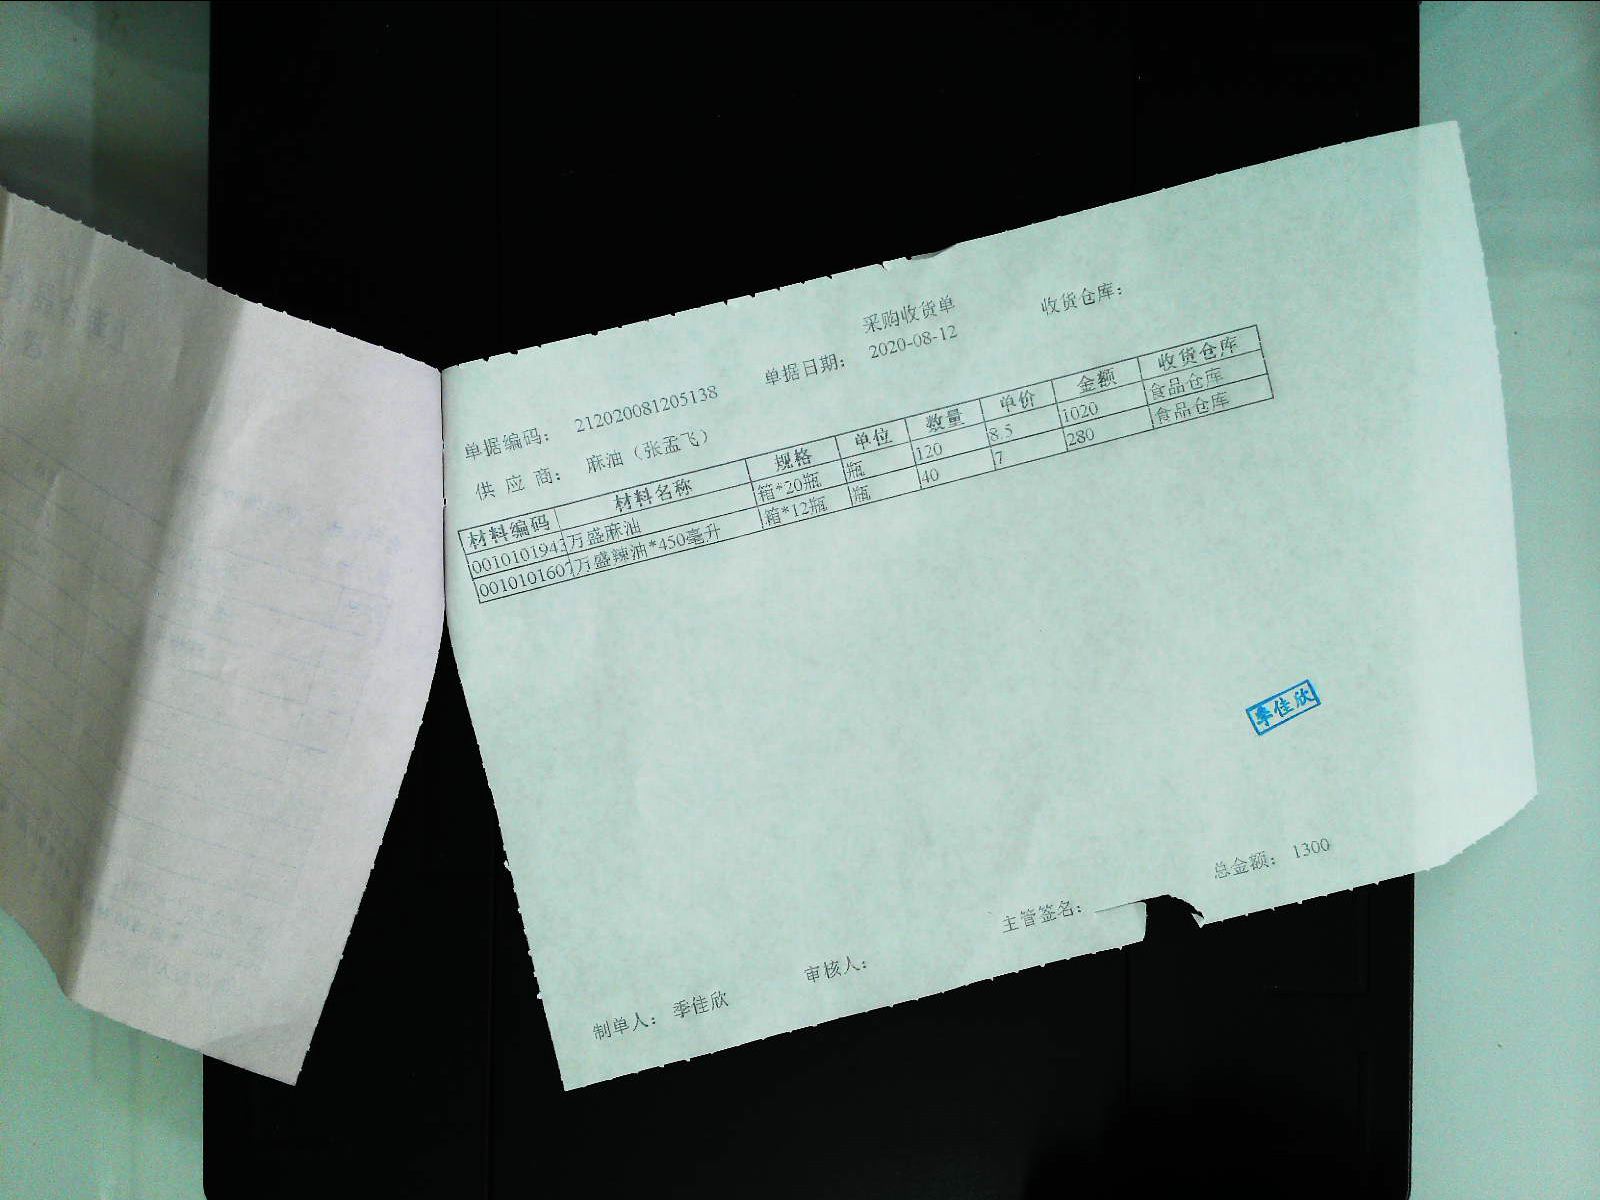 采购收货单
收货仓库：
单据编码： 212020081205138 单据日期： 2020-08-12
供 应 商： 麻油（张孟飞）
材料编码 材料名称 规格 单位 数量 单价 金额 收货仓库
001010194 万盛麻油 箱*20瓶 瓶 120 8.5 1020 食品仓库
001010160 万盛辣油*450毫升 箱*12瓶 瓶 40 7 280 食品仓库
季佳欣
总金额： 1300
制单人： 季佳欣 审核人： 主管签名：